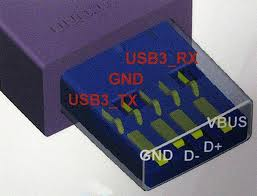 USB3_RX
GND
USB3_TX
VBUS
D+
D-
GND